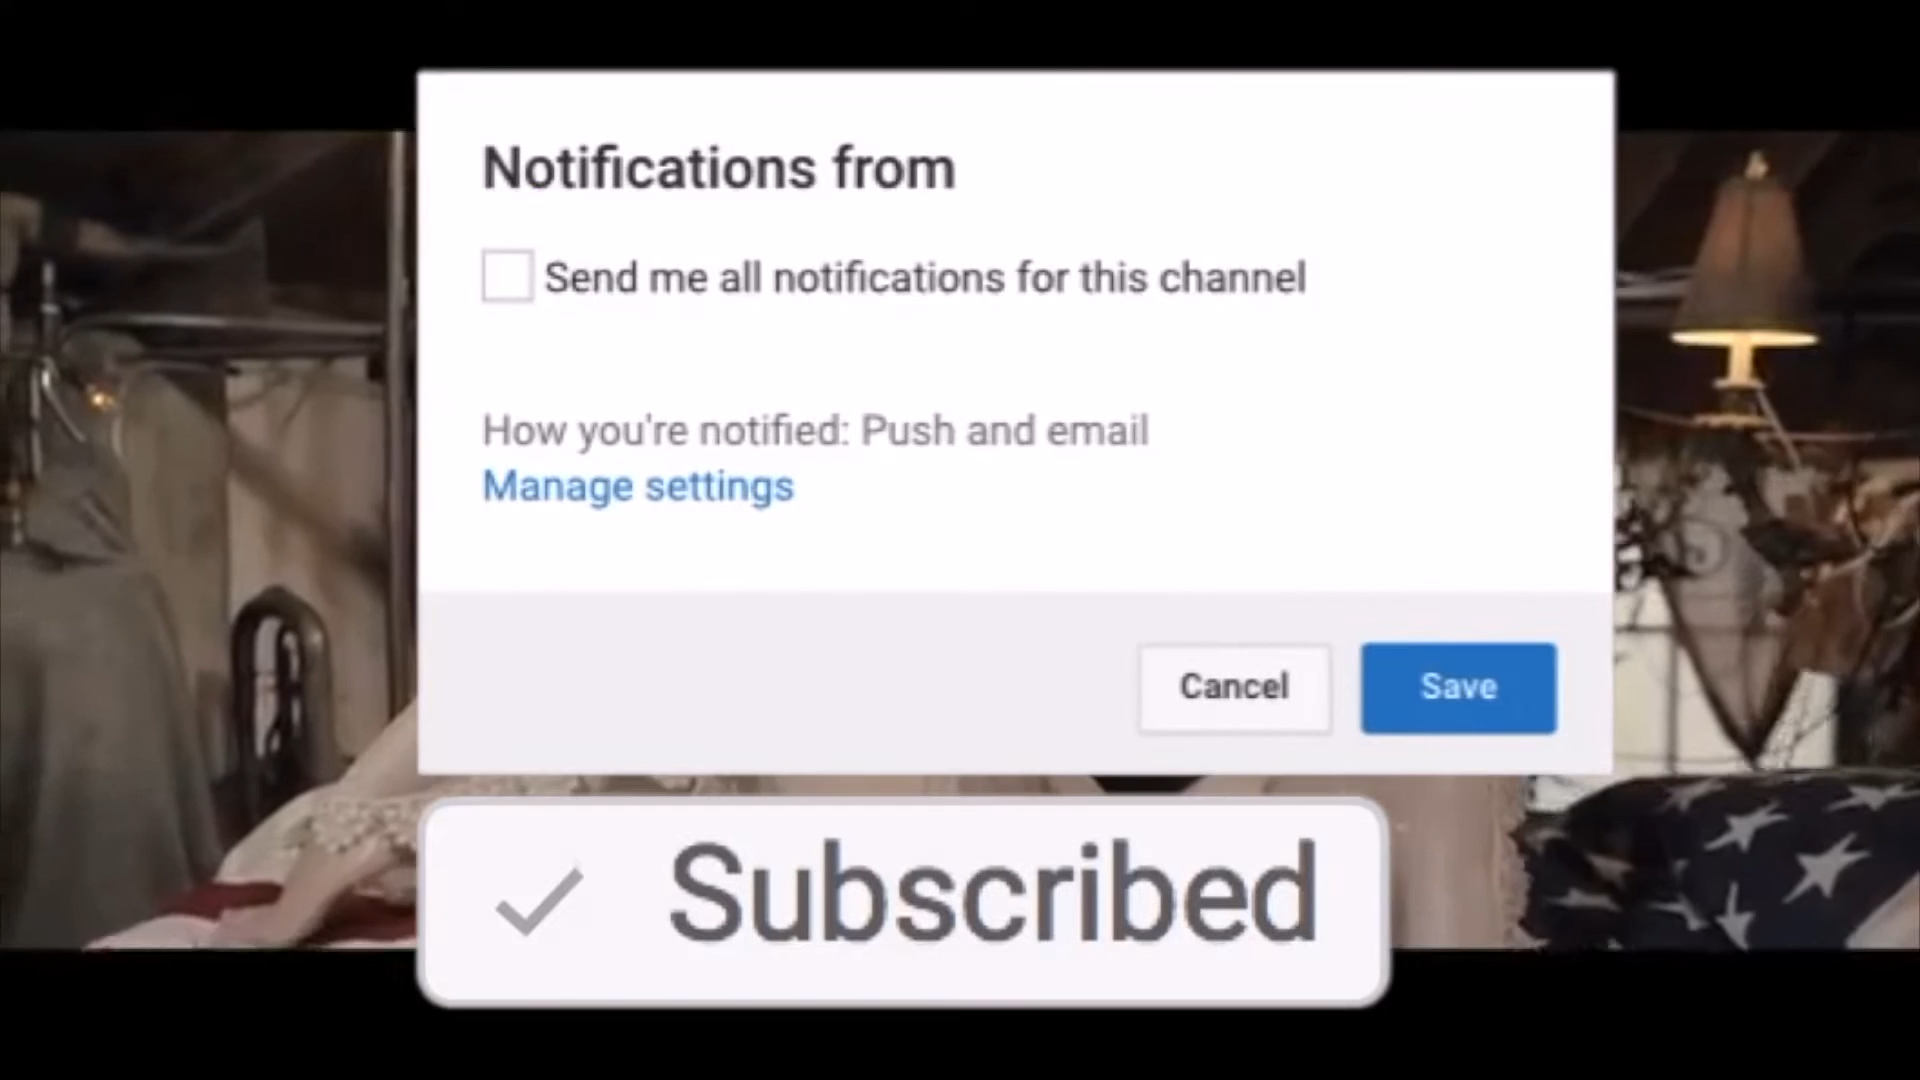 Notifications from
Send me all notifications for this channel
How you're notified: Push and email
Manage settings
Cancel
Save
Subscribed